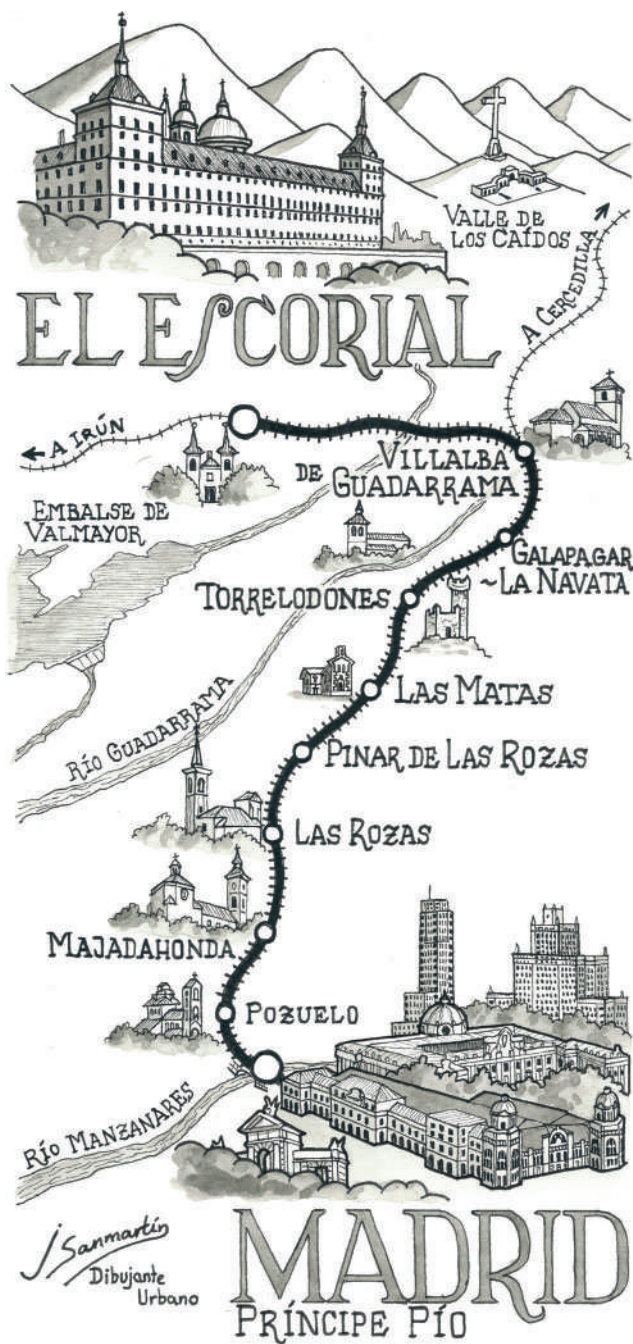 VALLE DE
LOS CAÍDOS
A CERCEDILLA
EL ESCORIAL
A IRÚN
VILLALBA
DE GUADARRAMA
EMBALSE DE
VALMAYOR
GALAPAGAR
~LA NAVATA
TORRELODONES
LAS MATAS
RÍO GUADARRAMA
PINAR DE LAS ROZAS
LAS ROZAS
MAJADAHONDA
POZUELO
RÍO MANZANARES
J Sanmartín
Dibujante
Urbano
MADRID
PRÍNCIPE PÍO